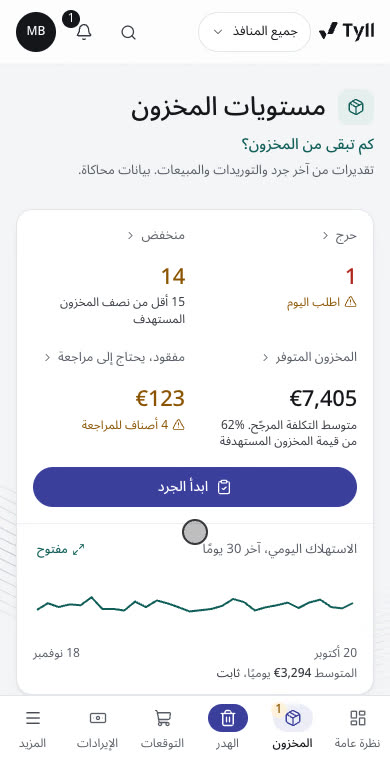 Tyll
جميع المنافذ
1
MB
مستويات المخزون
كم تبقى من المخزون؟
تقديرات من آخر جرد والتوريدات والمبيعات. بيانات محاكاة.
حرج
1
اطلب اليوم
منخفض
14
15 أقل من نصف المخزون
المستهدف
المخزون المتوفر
€7,405
متوسط التكلفة المرجّح. 62%
من قيمة المخزون المستهدفة
مفقود، يحتاج إلى مراجعة
€123
4 أصناف للمراجعة
ابدأ الجرد
الاستهلاك اليومي، آخر 30 يومًا
مفتوح
20 أكتوبر
18 نوفمبر
المتوسط €3,294 يوميًا، ثابت
نظرة عامة
1
المخزون
الهدر
التوقعات
الإيرادات
المزيد